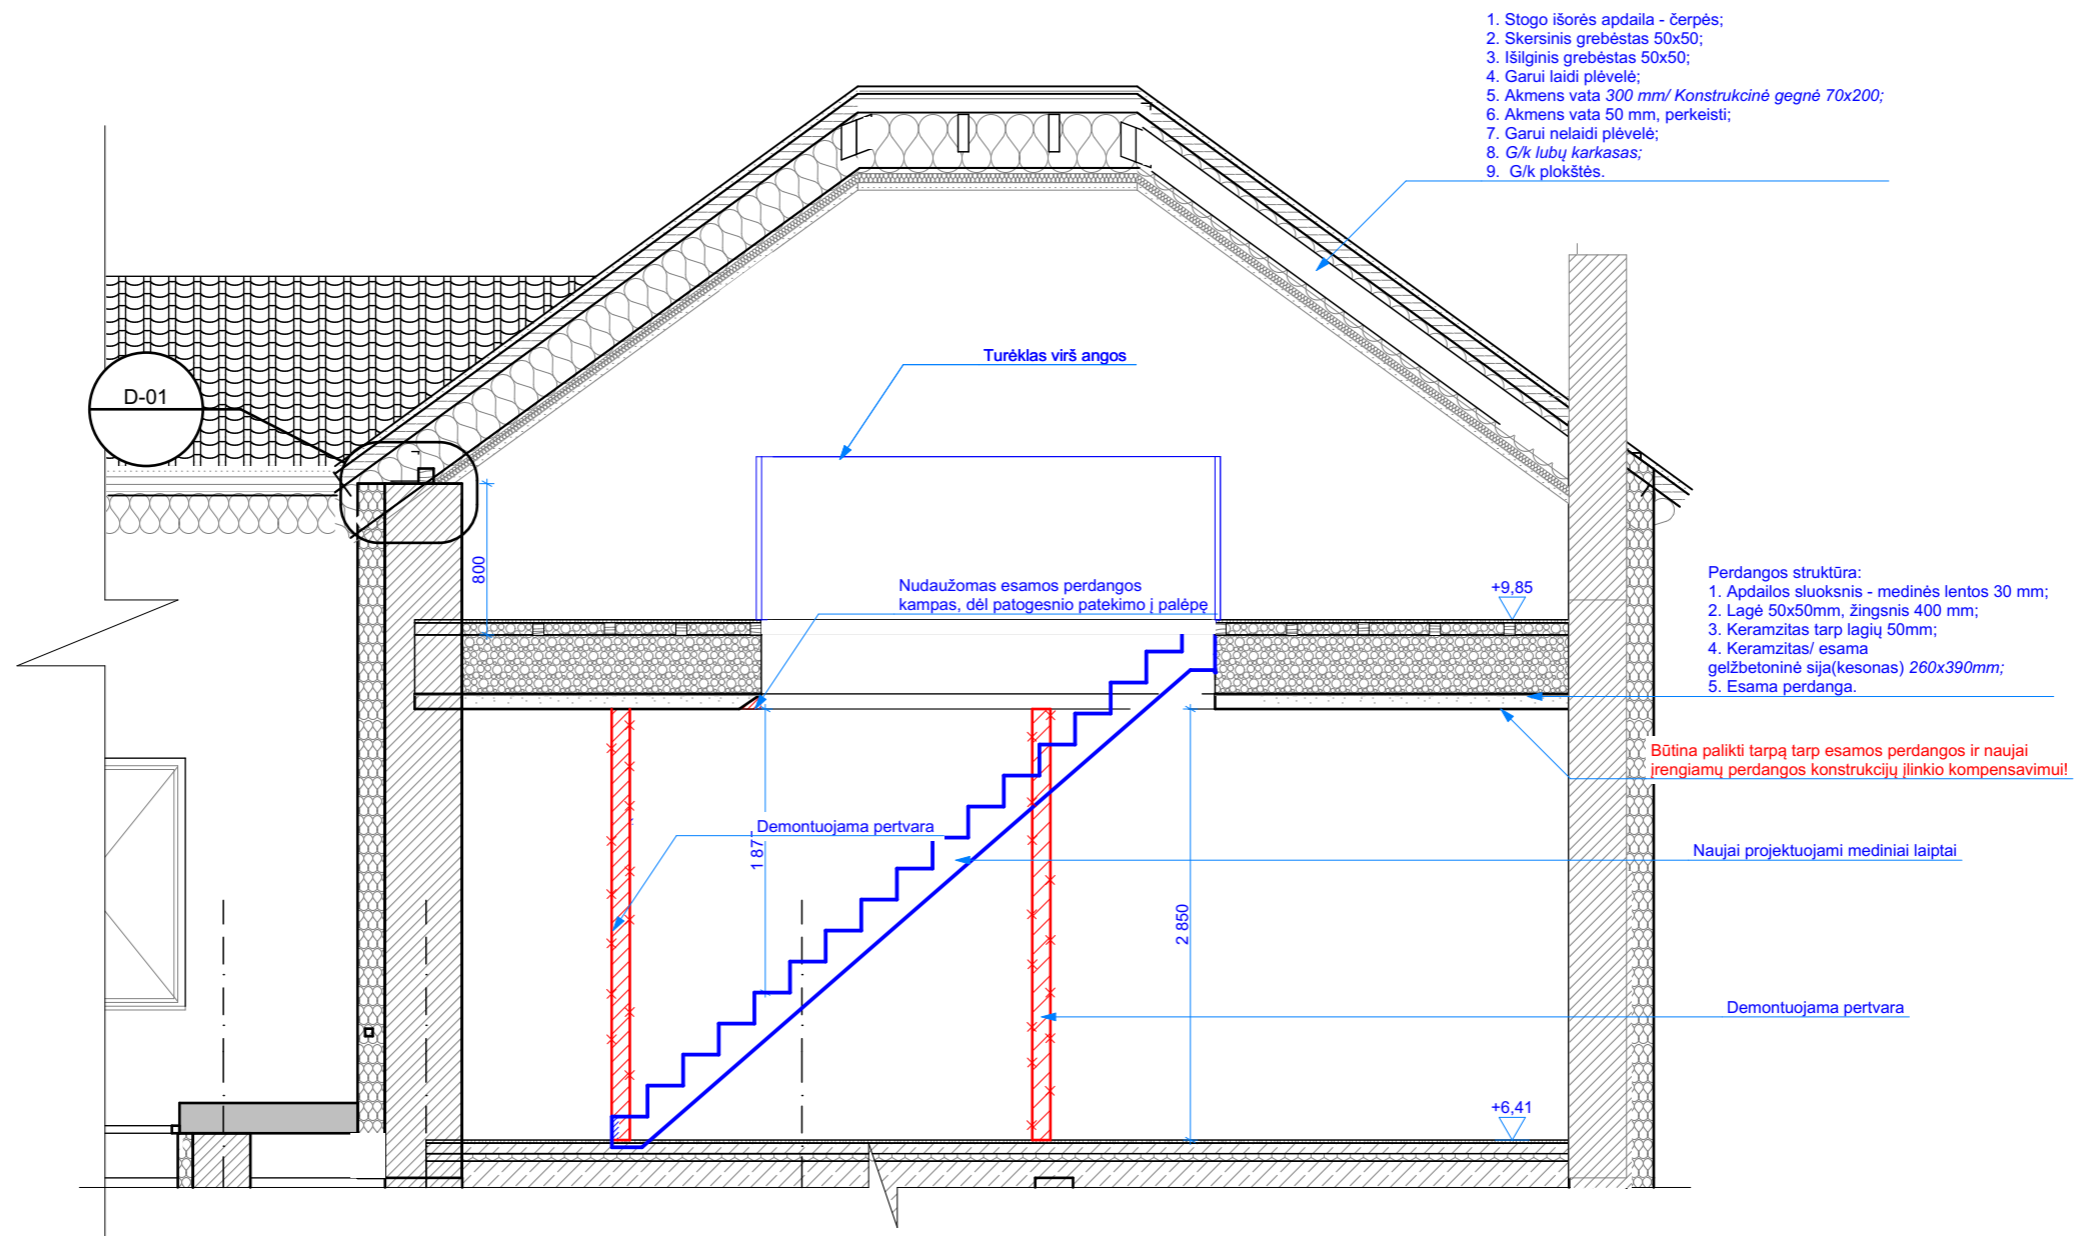 1. Stogo išorės apdaila - čerpės;
2. Skersinis grebėstas 50x50;
3. Išilginis grebėstas 50x50;
4. Garui laidi plėvelė;
5. Akmens vata 300 mm/ Konstrukcinė gegnė 70x200;
6. Akmens vata 50 mm, perkeisti;
7. Garui nelaidi plėvelė;
8. G/k lubų karkasas;
9. G/k plokštės.
Turėklas virš angos
D-01
800
Nudaužomas esamos perdangos
kampas, dėl patogesnio patekimo į palėpę
+9,85
Perdangos struktūra:
1. Apdailos sluoksnis - medinės lentos 30 mm;
2. Lagė 50x50mm, žingsnis 400 mm;
3. Keramzitas tarp lagių 50mm;
4. Keramzitas/ esama
gelžbetoninė sija(kesonas) 260x390mm;
5. Esama perdanga.
Būtina palikti tarpą tarp esamos perdangos ir naujai
įrengiamų perdangos konstrukcijų įlinkio kompensavimui!
Demontuojama pertvara
1 87
Naujai projektuojami mediniai laiptai
2 850
Demontuojama pertvara
+6,41